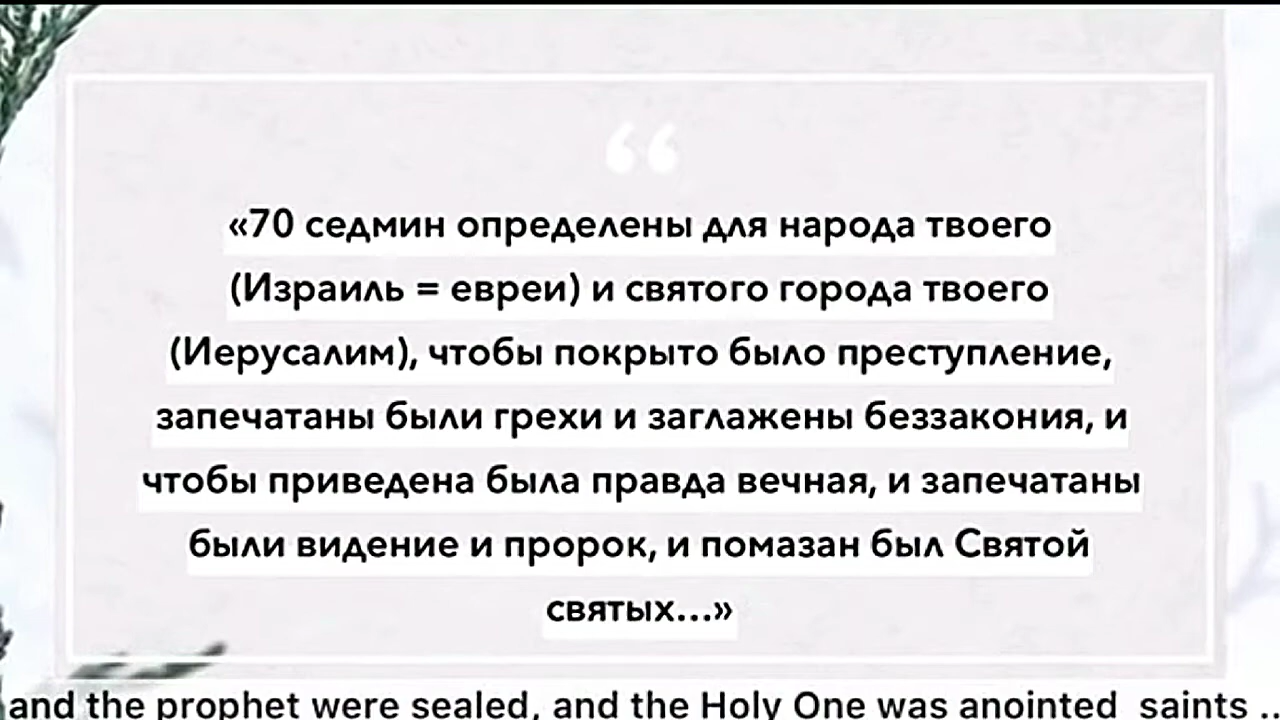 «70 седмин определены для народа твоего
(Израиль = евреи) и святого города твоего
(Иерусалим), чтобы покрыто было преступление,
запечатаны были грехи и заглажены беззакония, и
чтобы приведена была правда вечная, и запечатаны
были видение и пророк, и помазан был Святой
святых...»
and the prophet were sealed, and the Holy One was anointed saints ..